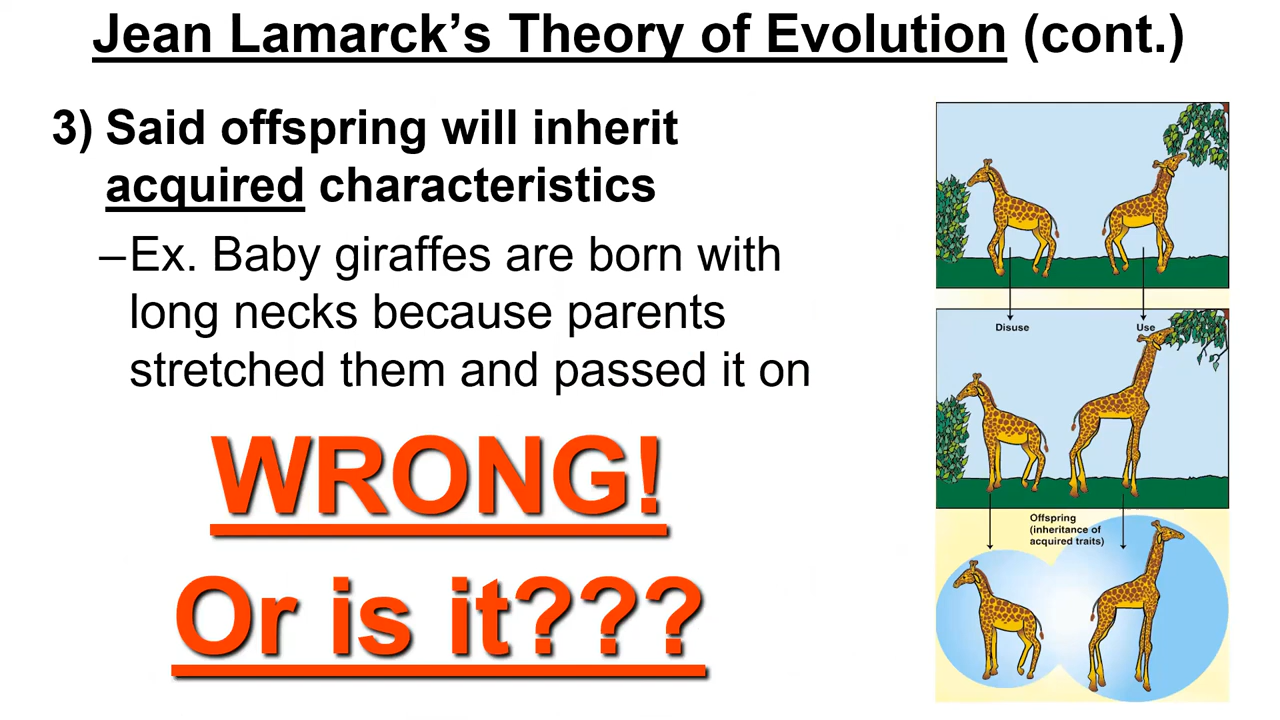 Jean Lamarck’s Theory of Evolution (cont.)
3) Said offspring will inherit
acquired characteristics
–Ex. Baby giraffes are born with
long necks because parents
stretched them and passed it on
WRONG!
Or is it???
Disuse
Use
Offspring
(inheritance of
acquired traits)